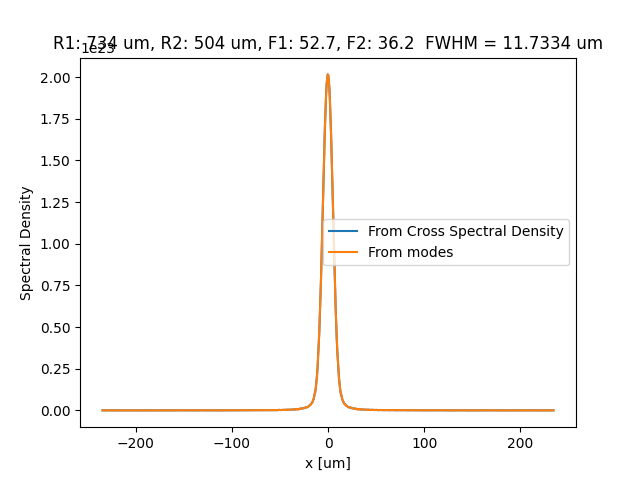 R1: 734 um, R2: 504 um, F1: 52.7, F2: 36.2  FWHM = 11.7334 um
1e23
2.00
1.75
1.50
1.25
1.00
0.75
0.50
0.25
0.00
Spectral Density
From Cross Spectral Density
From modes
−200
−100
0
100
200
x [um]